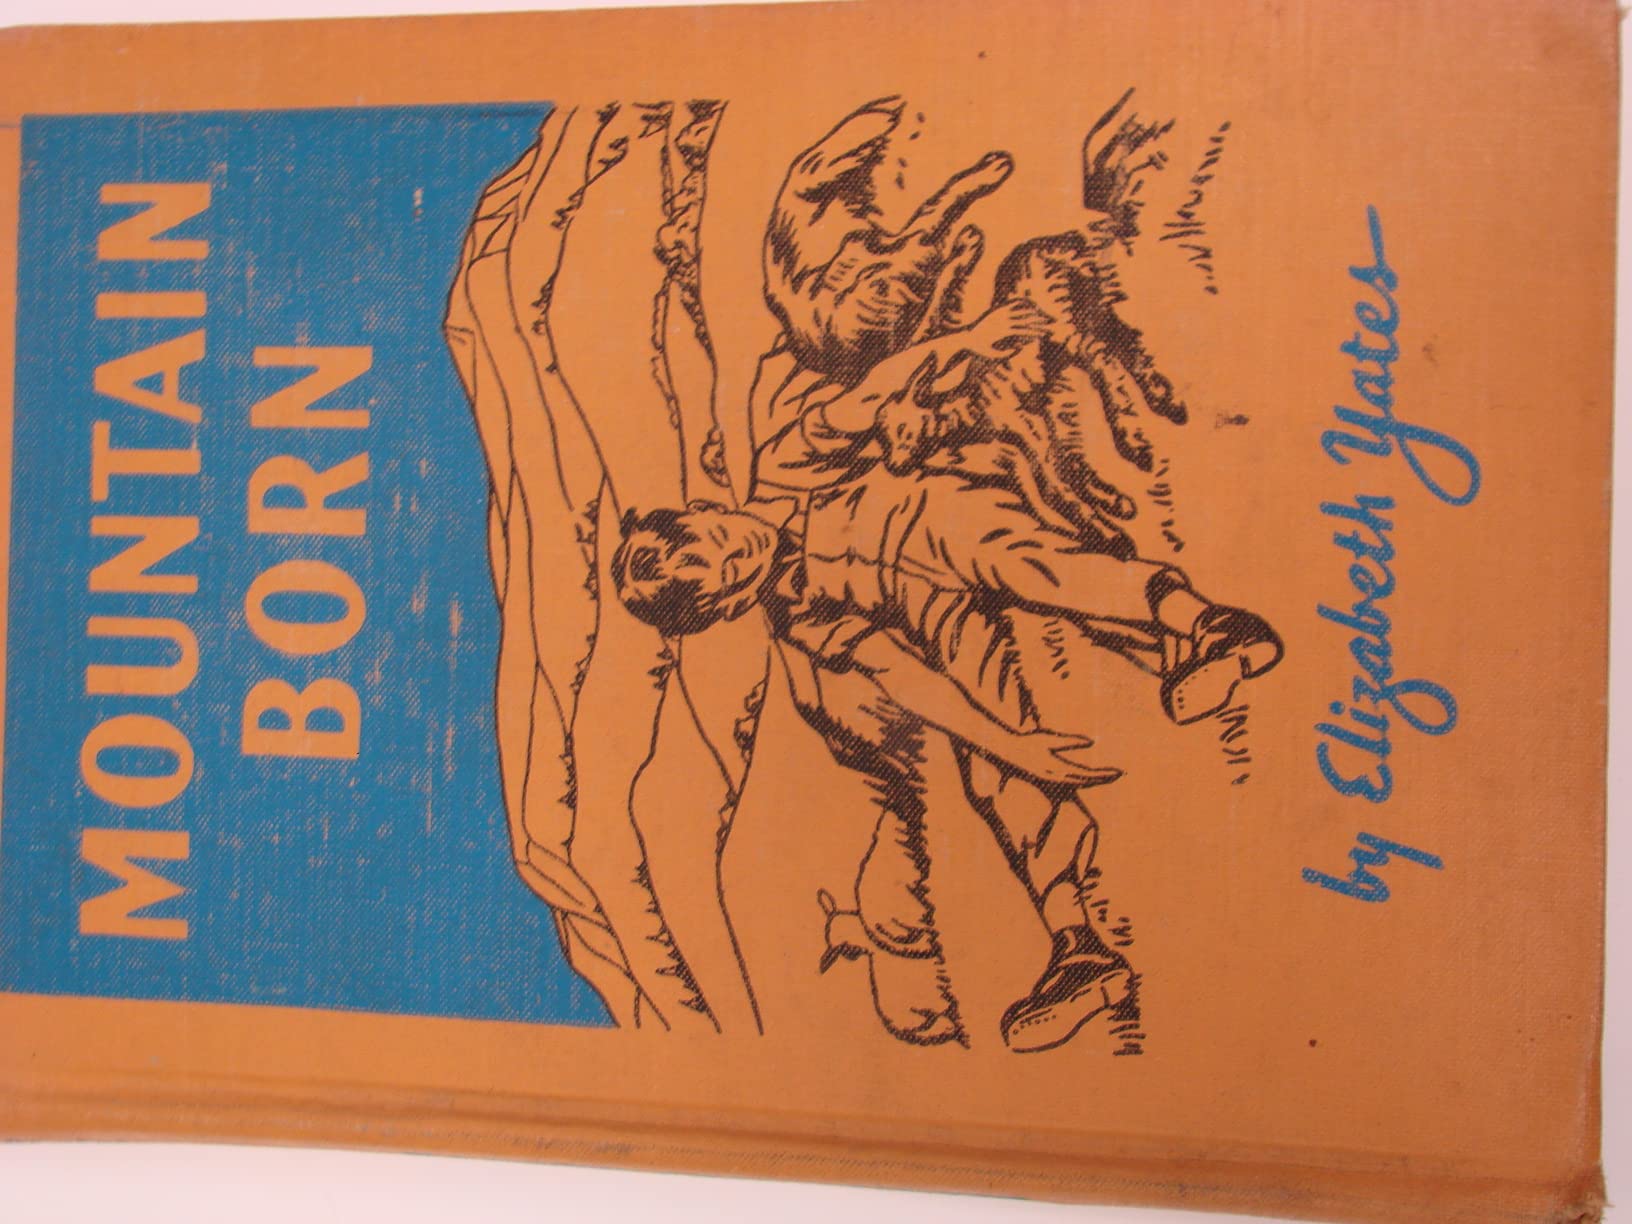 MOUNTAIN
BORN
by Elizabeth Yates